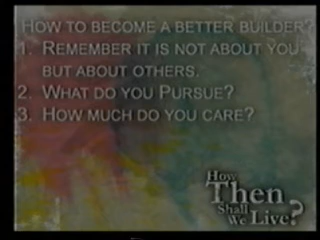 HOW TO BECOME A BETTER BUILDER?
1. REMEMBER IT IS NOT ABOUT YOU
BUT ABOUT OTHERS.
2. WHAT DO YOU PURSUE?
3. HOW MUCH DO YOU CARE?
How
Then
Shall
We Live?